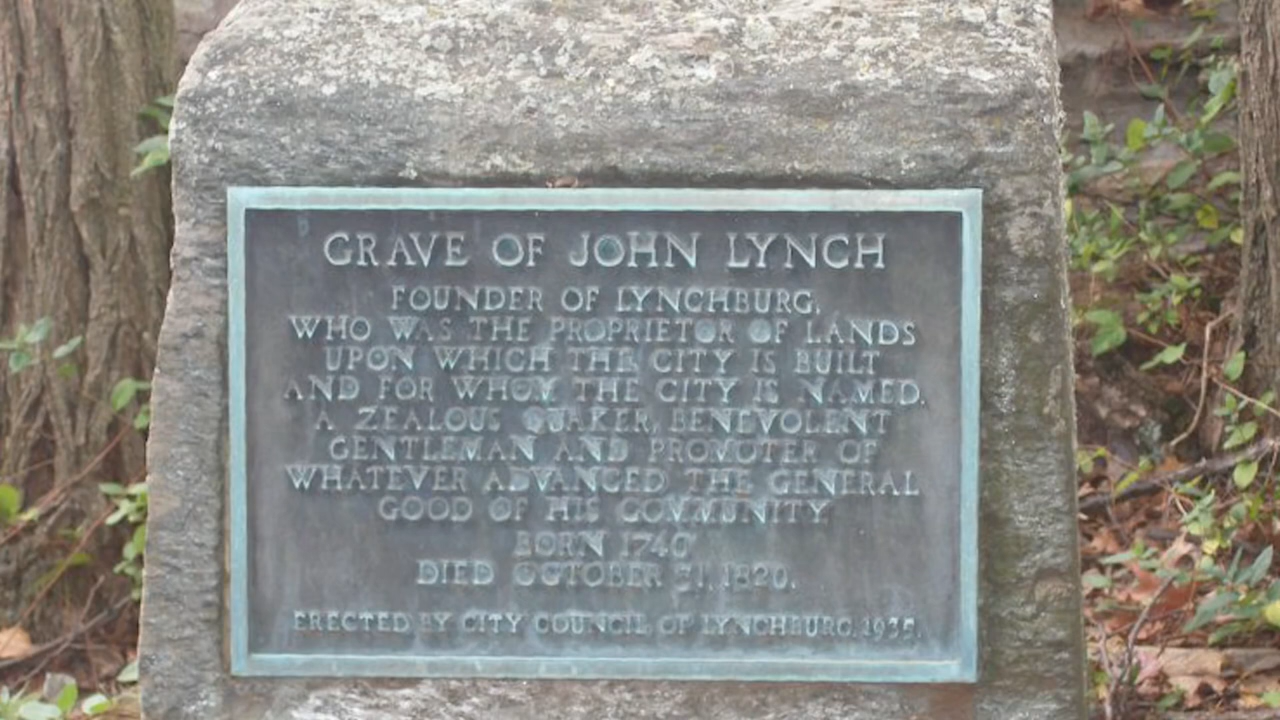 GRAVE OF JOHN LYNCH
FOUNDER OF LYNCHBURG,
WHO WAS THE PROPRIETOR OF LANDS
UPON WHICH THE CITY IS BUILT
AND FOR WHOM THE CITY IS NAMED.
A ZEALOUS QUAKER, BENEVOLENT
GENTLEMAN AND PROMOTER OF
WHATEVER ADVANCED THE GENERAL
GOOD OF HIS COMMUNITY
BORN 1740
DIED OCTOBER 31, 1820.
ERECTED BY CITY COUNCIL OF LYNCHBURG,